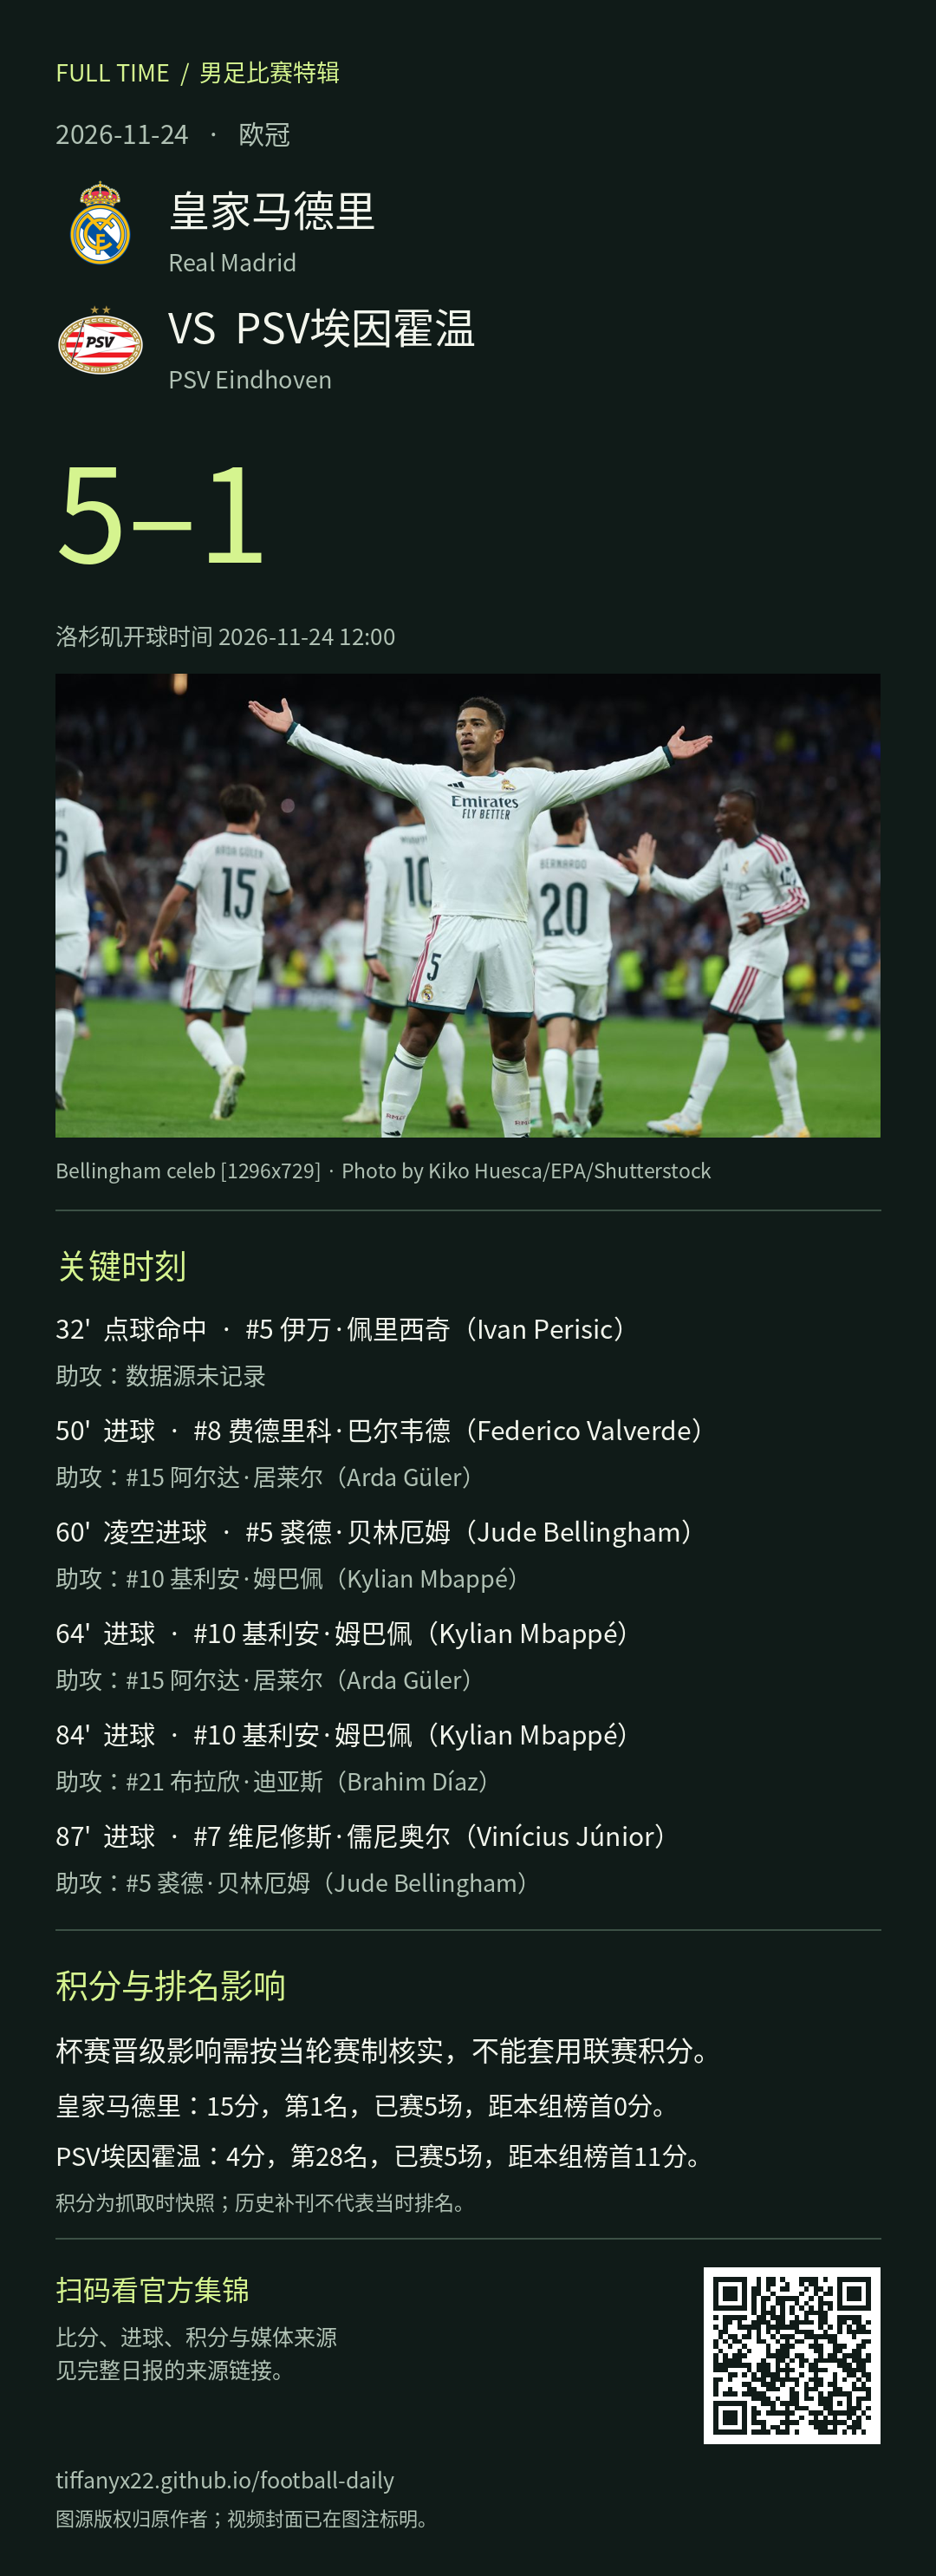 FULL TIME / 男足比赛特辑
2026-11-24 · 欧冠
皇家马德里
Real Madrid
PSV
VS PSV埃因霍温
PSV Eindhoven
5–1
洛杉矶开球时间 2026-11-24 12:00
Emirates
FLY BETTER
ARDA GÜLER
15
10
BERNARDO
20
5
6
Bellingham celeb [1296x729] · Photo by Kiko Huesca/EPA/Shutterstock
关键时刻
32' 点球命中 · #5 伊万·佩里西奇（Ivan Perisic）
助攻：数据源未记录
50' 进球 · #8 费德里科·巴尔韦德（Federico Valverde）
助攻：#15 阿尔达·居莱尔（Arda Güler）
60' 凌空进球 · #5 裘德·贝林厄姆（Jude Bellingham）
助攻：#10 基利安·姆巴佩（Kylian Mbappé）
64' 进球 · #10 基利安·姆巴佩（Kylian Mbappé）
助攻：#15 阿尔达·居莱尔（Arda Güler）
84' 进球 · #10 基利安·姆巴佩（Kylian Mbappé）
助攻：#21 布拉欣·迪亚斯（Brahim Díaz）
87' 进球 · #7 维尼修斯·儒尼奥尔（Vinícius Júnior）
助攻：#5 裘德·贝林厄姆（Jude Bellingham）
积分与排名影响
杯赛晋级影响需按当轮赛制核实，不能套用联赛积分。
皇家马德里：15分，第1名，已赛5场，距本组榜首0分。
PSV埃因霍温：4分，第28名，已赛5场，距本组榜首11分。
积分为抓取时快照；历史补刊不代表当时排名。
扫码看官方集锦
比分、进球、积分与媒体来源
见完整日报的来源链接。
tiffanyx22.github.io/football-daily
图源版权归原作者；视频封面已在图注标明。